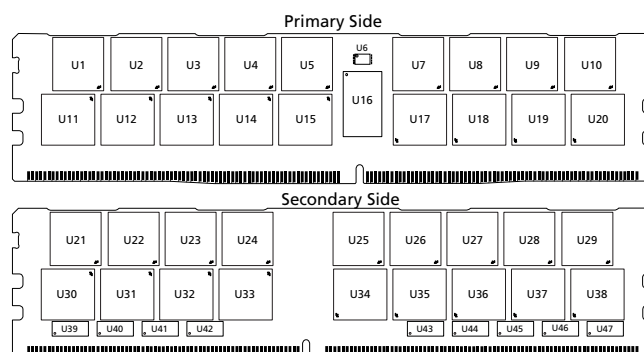 Primary Side
U6
U1 U2 U3 U4 U5 U7 U8 U9 U10
U16
U11 U12 U13 U14 U15 U17 U18 U19 U20
Secondary Side
U21 U22 U23 U24 U25 U26 U27 U28 U29
U30 U31 U32 U33 U34 U35 U36 U37 U38
U39 U40 U41 U42 U43 U44 U45 U46 U47